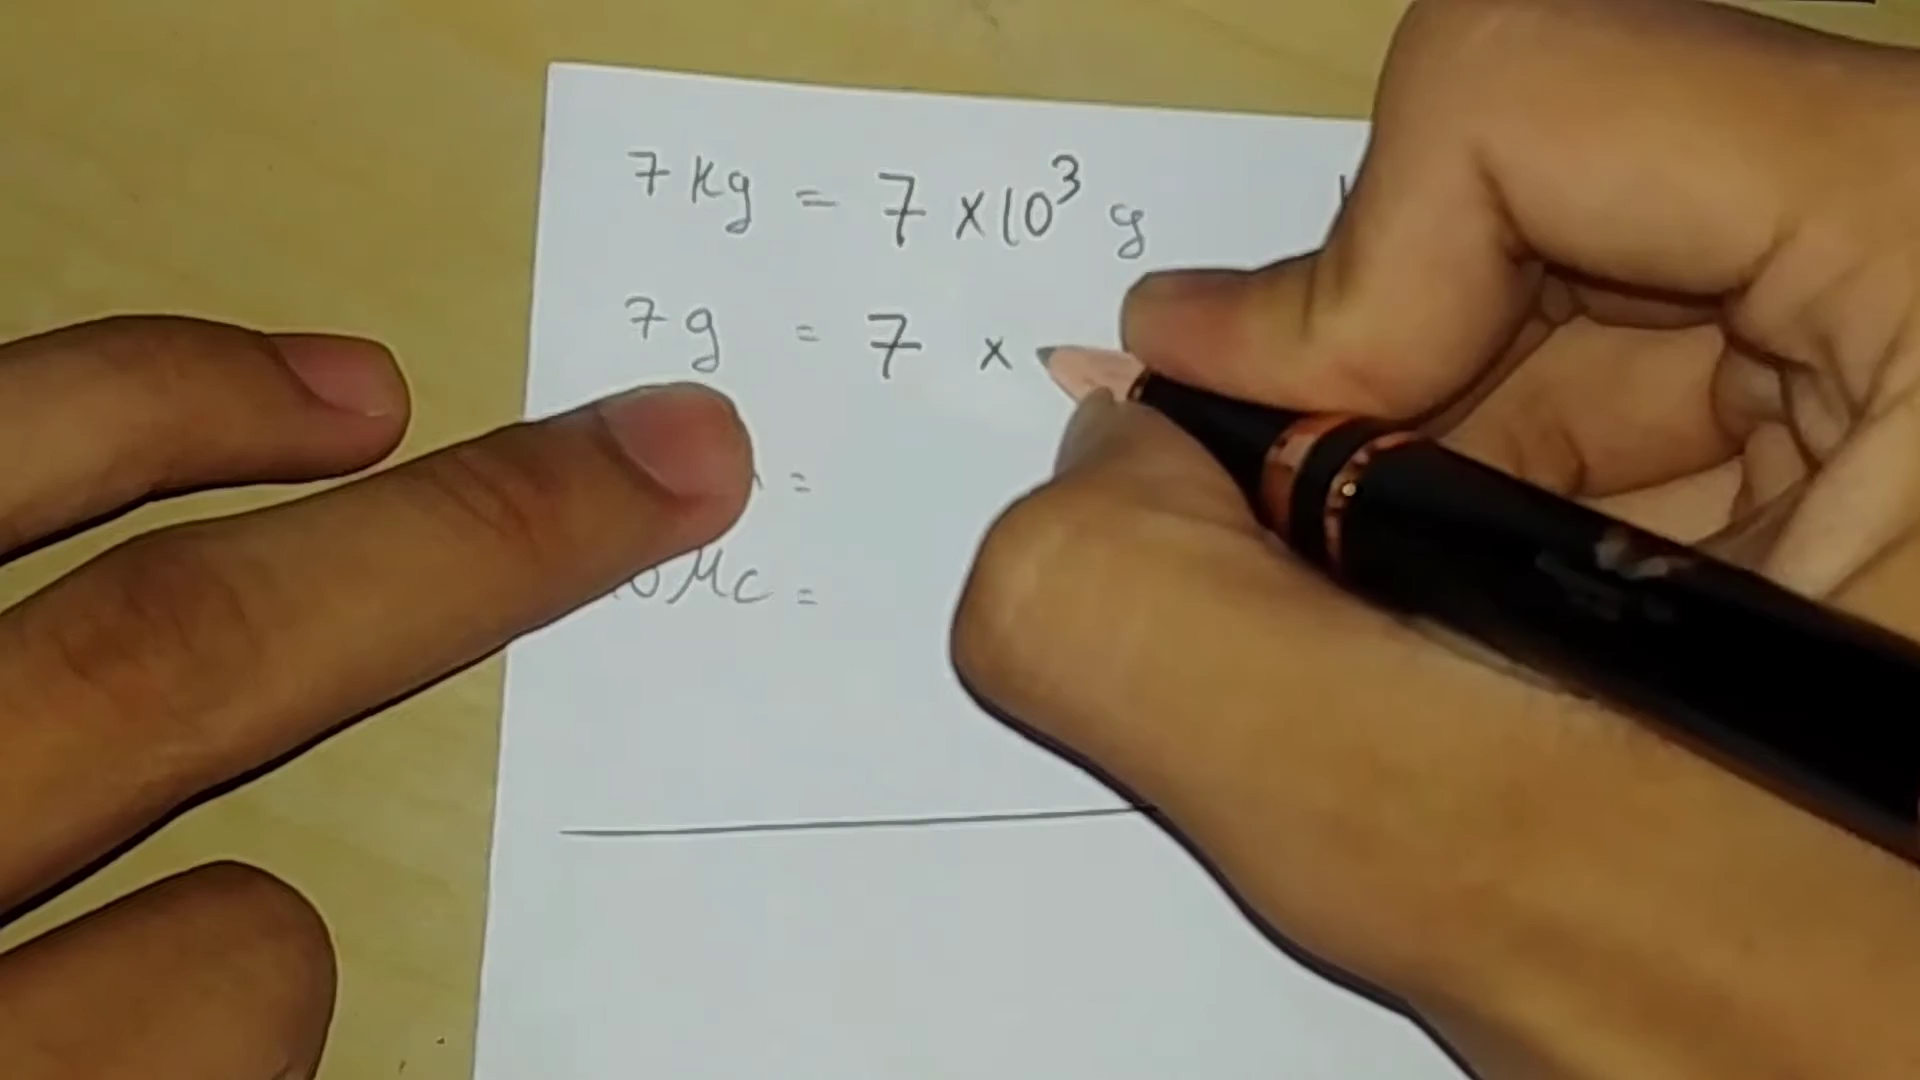 7 kg = 7 x 10³ g
7 g = 7 x
=
μc =